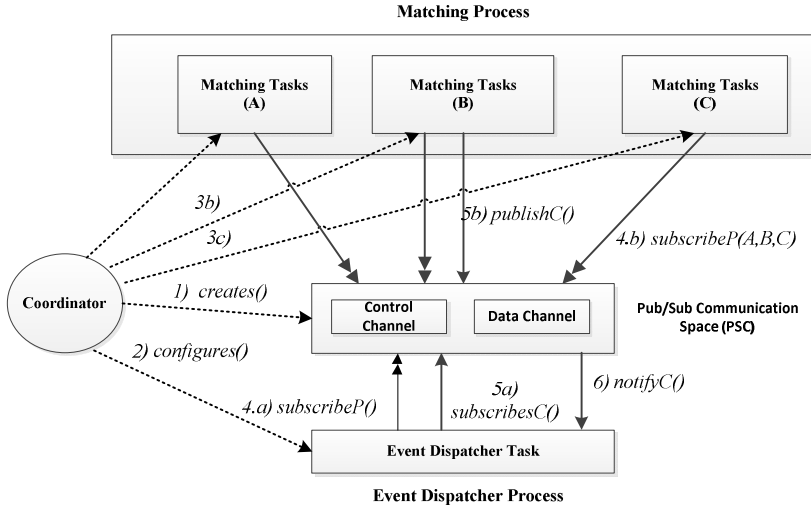 Matching Process
Matching Tasks
(A)
Matching Tasks
(B)
Matching Tasks
(C)
3b)
3c)
5b) publishC()
4.b) subscribeP(A,B,C)
Coordinator
1) creates()
Control
Channel
Data Channel
Pub/Sub Communication
Space (PSC)
2) configures()
4.a) subscribeP()
5a)
subscribesC()
6) notifyC()
Event Dispatcher Task
Event Dispatcher Process